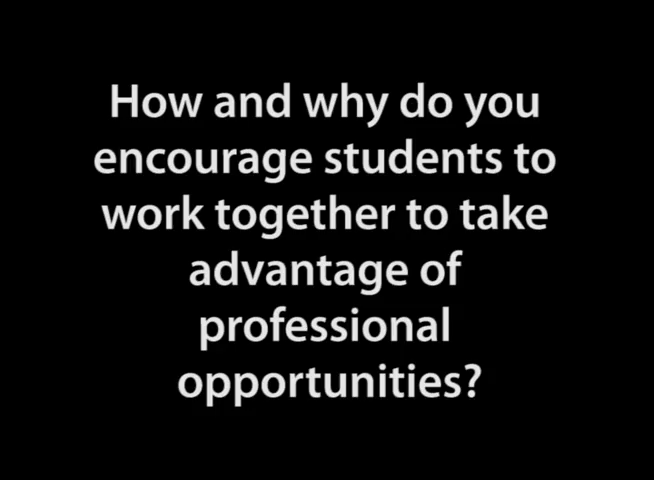 How and why do you
encourage students to
work together to take
advantage of
professional
opportunities?